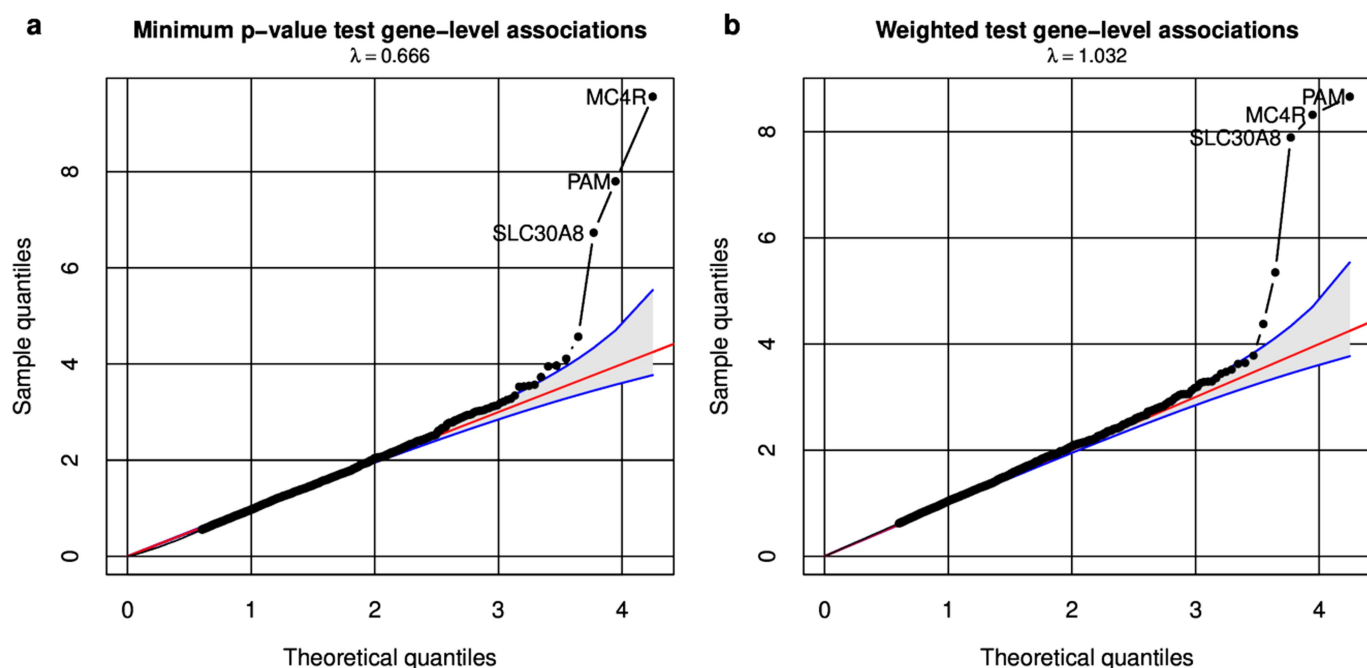 a
Minimum p−value test gene−level associations
λ = 0.666
MC4R
PAM
SLC30A8
8
6
4
2
0
Sample quantiles
0 1 2 3 4
Theoretical quantiles
b
Weighted test gene−level associations
λ = 1.032
PAM
MC4R
SLC30A8
8
6
4
2
0
Sample quantiles
0 1 2 3 4
Theoretical quantiles